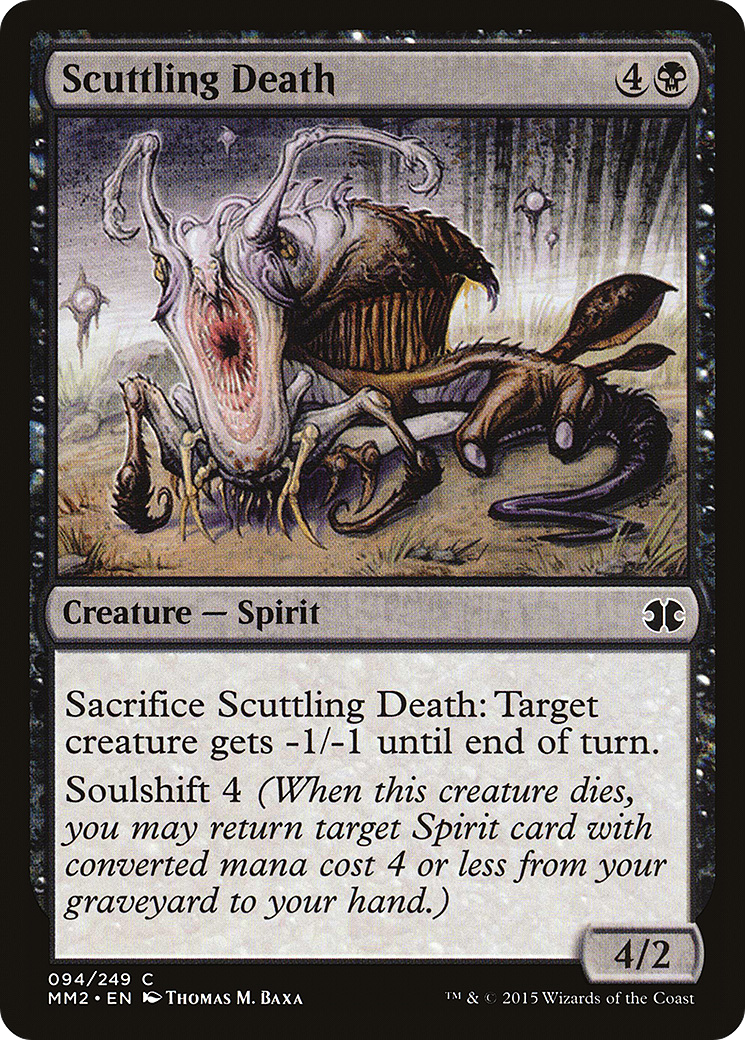 Scuttling Death 4
Creature — Spirit
Sacrifice Scuttling Death: Target
creature gets -1/-1 until end of turn.
Soulshift 4 (When this creature dies,
you may return target Spirit card with
converted mana cost 4 or less from your
graveyard to your hand.)
4/2
094/249 C
MM2 • EN Thomas M. Baxa
™ & © 2015 Wizards of the Coast